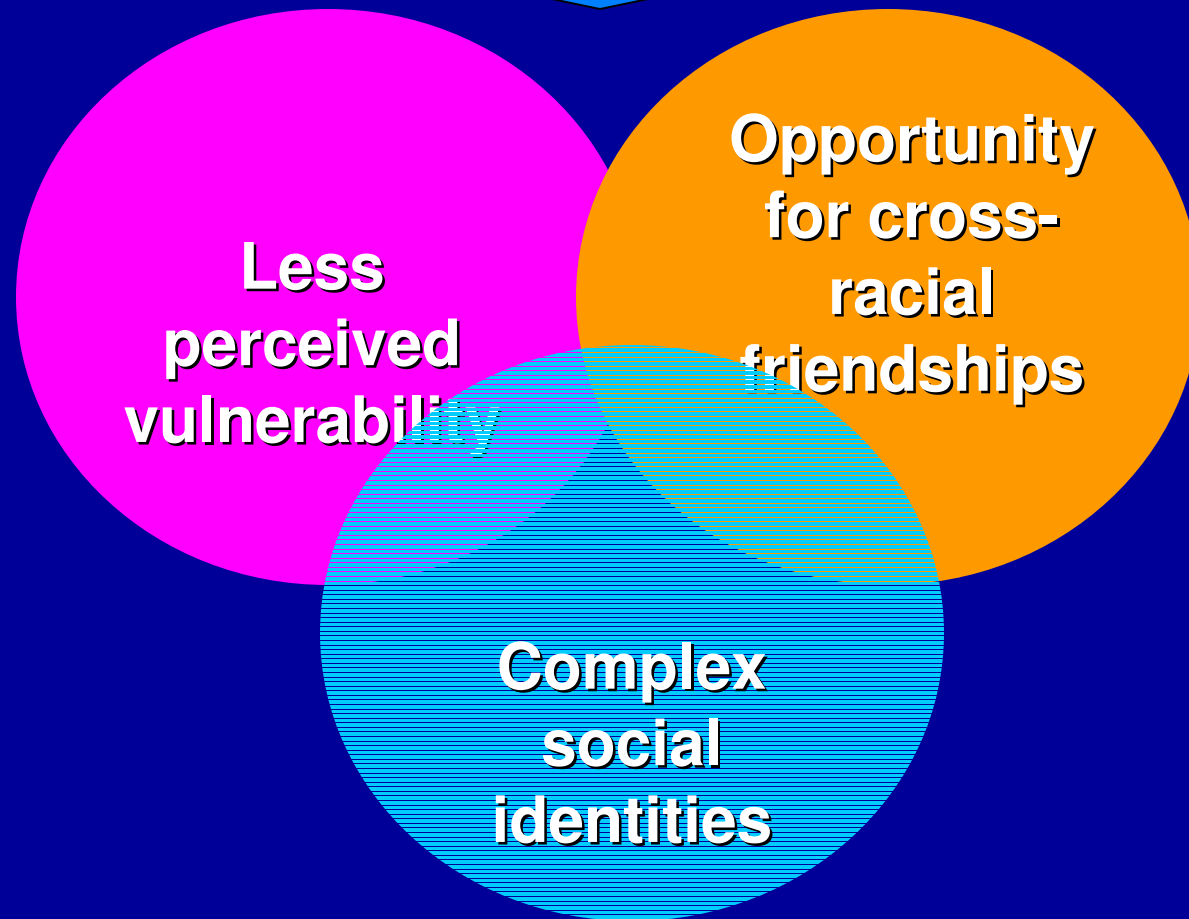 Less
perceived
vulnerability
Opportunity
for cross-
racial
friendships
Complex
social
identities